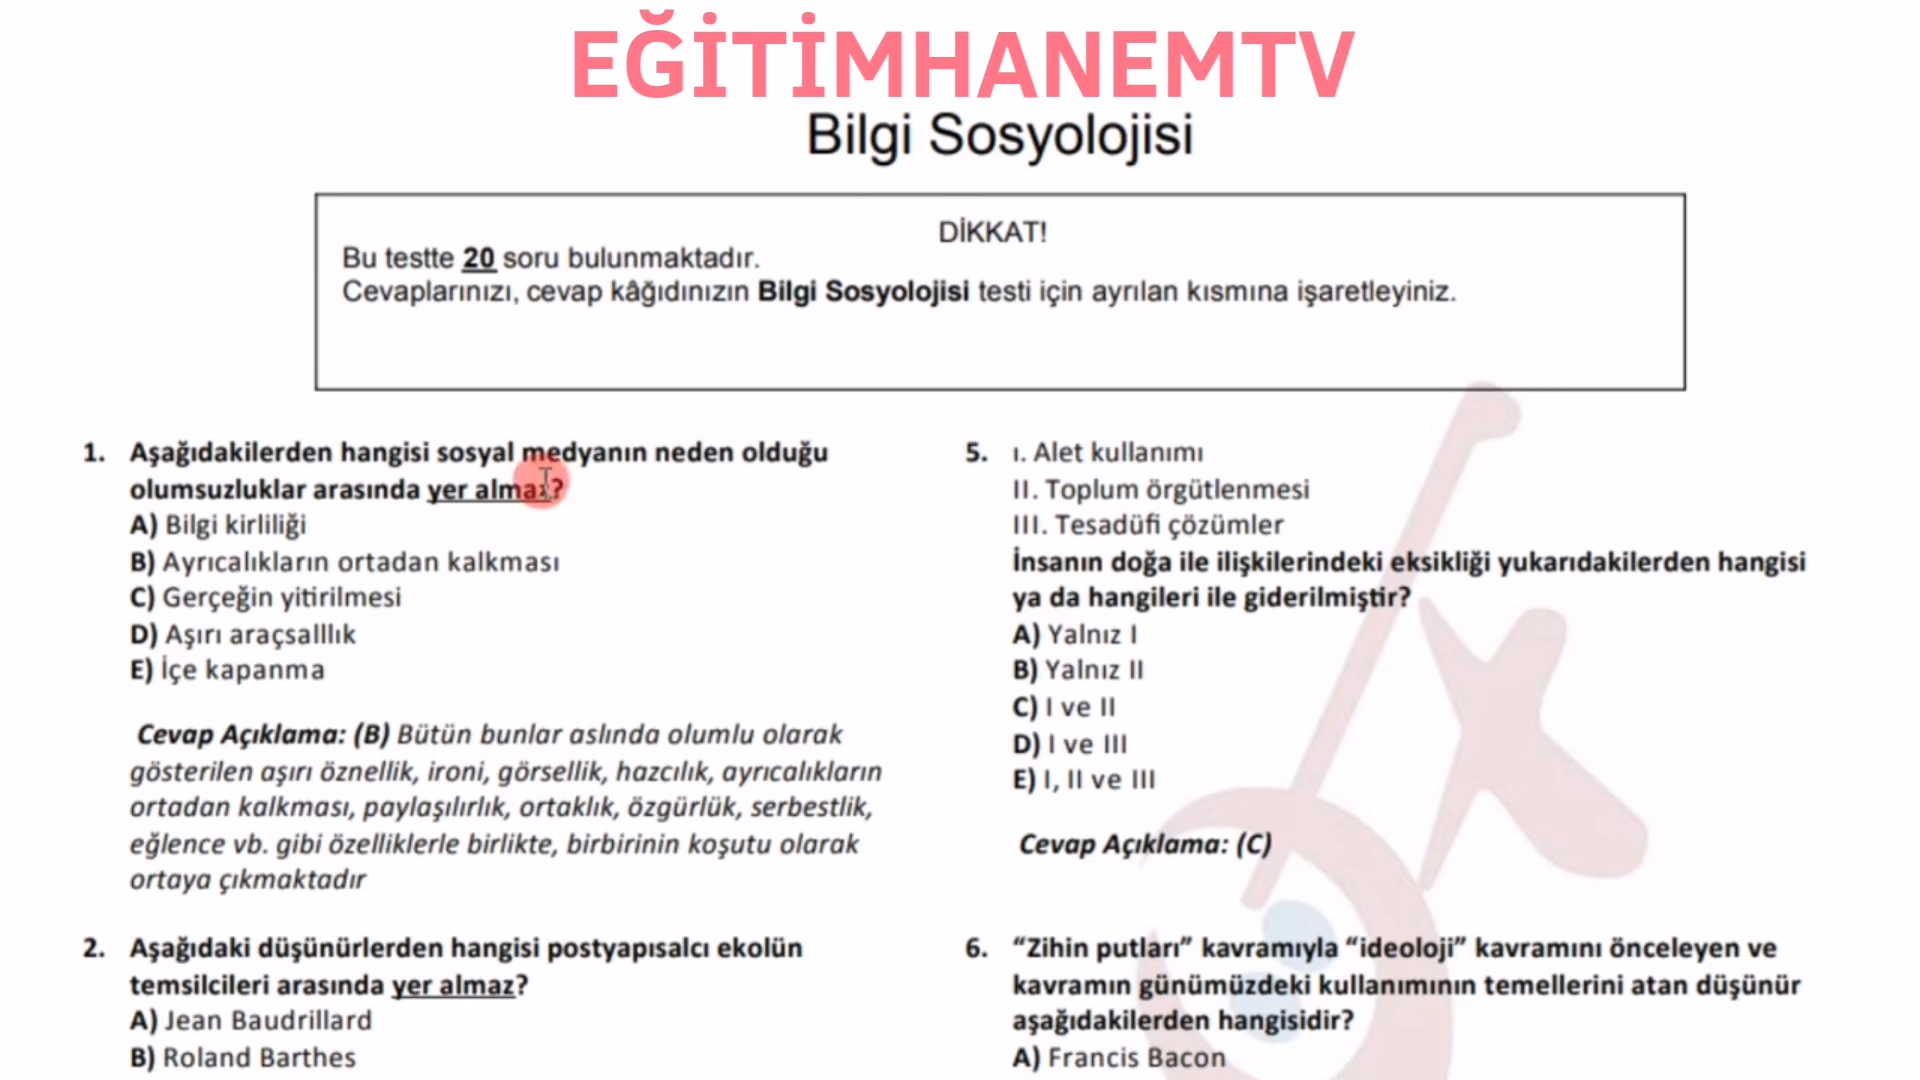 EĞİTİMHANEMTV
Bilgi Sosyolojisi
DİKKAT!
Bu testte 20 soru bulunmaktadır.
Cevaplarınızı, cevap kâğıdınızın Bilgi Sosyolojisi testi için ayrılan kısmına işaretleyiniz.
1. Aşağıdakilerden hangisi sosyal medyanın neden olduğu
olumsuzluklar arasında yer almaz?
A) Bilgi kirliliği
B) Ayrıcalıkların ortadan kalkması
C) Gerçeğin yitirilmesi
D) Aşırı araçsalllık
E) İçe kapanma
Cevap Açıklama: (B) Bütün bunlar aslında olumlu olarak
gösterilen aşırı öznellik, ironi, görsellik, hazcılık, ayrıcalıkların
ortadan kalkması, paylaşılırlık, ortaklık, özgürlük, serbestlik,
eğlence vb. gibi özelliklerle birlikte, birbirinin koşutu olarak
ortaya çıkmaktadır
2. Aşağıdaki düşünürlerden hangisi postyapısalcı ekolün
temsilcileri arasında yer almaz?
A) Jean Baudrillard
B) Roland Barthes
5. ı. Alet kullanımı
II. Toplum örgütlenmesi
III. Tesadüfi çözümler
İnsanın doğa ile ilişkilerindeki eksikliği yukarıdakilerden hangisi
ya da hangileri ile giderilmiştir?
A) Yalnız I
B) Yalnız II
C) I ve II
D) I ve III
E) I, II ve III
Cevap Açıklama: (C)
6. “Zihin putları” kavramıyla “ideoloji” kavramını önceleyen ve
kavramın günümüzdeki kullanımının temellerini atan düşünür
aşağıdakilerden hangisidir?
A) Francis Bacon